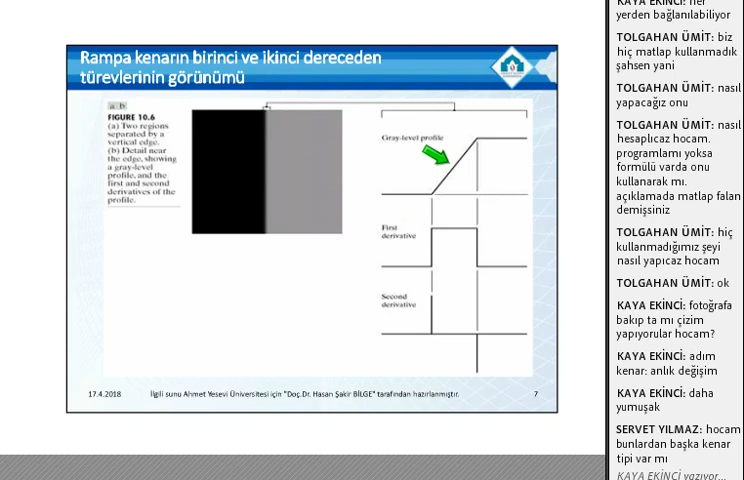 Rampa kenarın birinci ve ikinci dereceden
türevlerinin görünümü
a b
FIGURE 10.6
(a) Two regions
separated by a
vertical edge.
(b) Detail near
the edge, showing
a gray-level
profile, and the
first and second
derivatives of the
profile.
Gray-level profile
First
derivative
Second
derivative
17.4.2018
İlgili sunu Ahmet Yesevi Üniversitesi için "Doç.Dr. Hasan Şakir BİLGE" tarafından hazırlanmıştır.
7
KAYA EKİNCİ: her
yerden bağlanılabiliyor
TOLGAHAN ÜMİT: biz
hiç matlap kullanmadık
şahsen yani
TOLGAHAN ÜMİT: nasıl
yapacağız onu
TOLGAHAN ÜMİT: nasıl
hesaplıcaz hocam.
programlamı yoksa
formülü varda onu
kullanarak mı.
açıklamada matlap falan
demişsiniz
TOLGAHAN ÜMİT: hiç
kullanmadığımız şeyi
nasıl yapıcaz hocam
TOLGAHAN ÜMİT: ok
KAYA EKİNCİ: fotoğrafa
bakıp ta mı çizim
yapıyorular hocam?
KAYA EKİNCİ: adım
kenar: anlık değişim
KAYA EKİNCİ: daha
yumuşak
SERVET YILMAZ: hocam
bunlardan başka kenar
tipi var mı
KAYA EKİNCİ yazıyor...